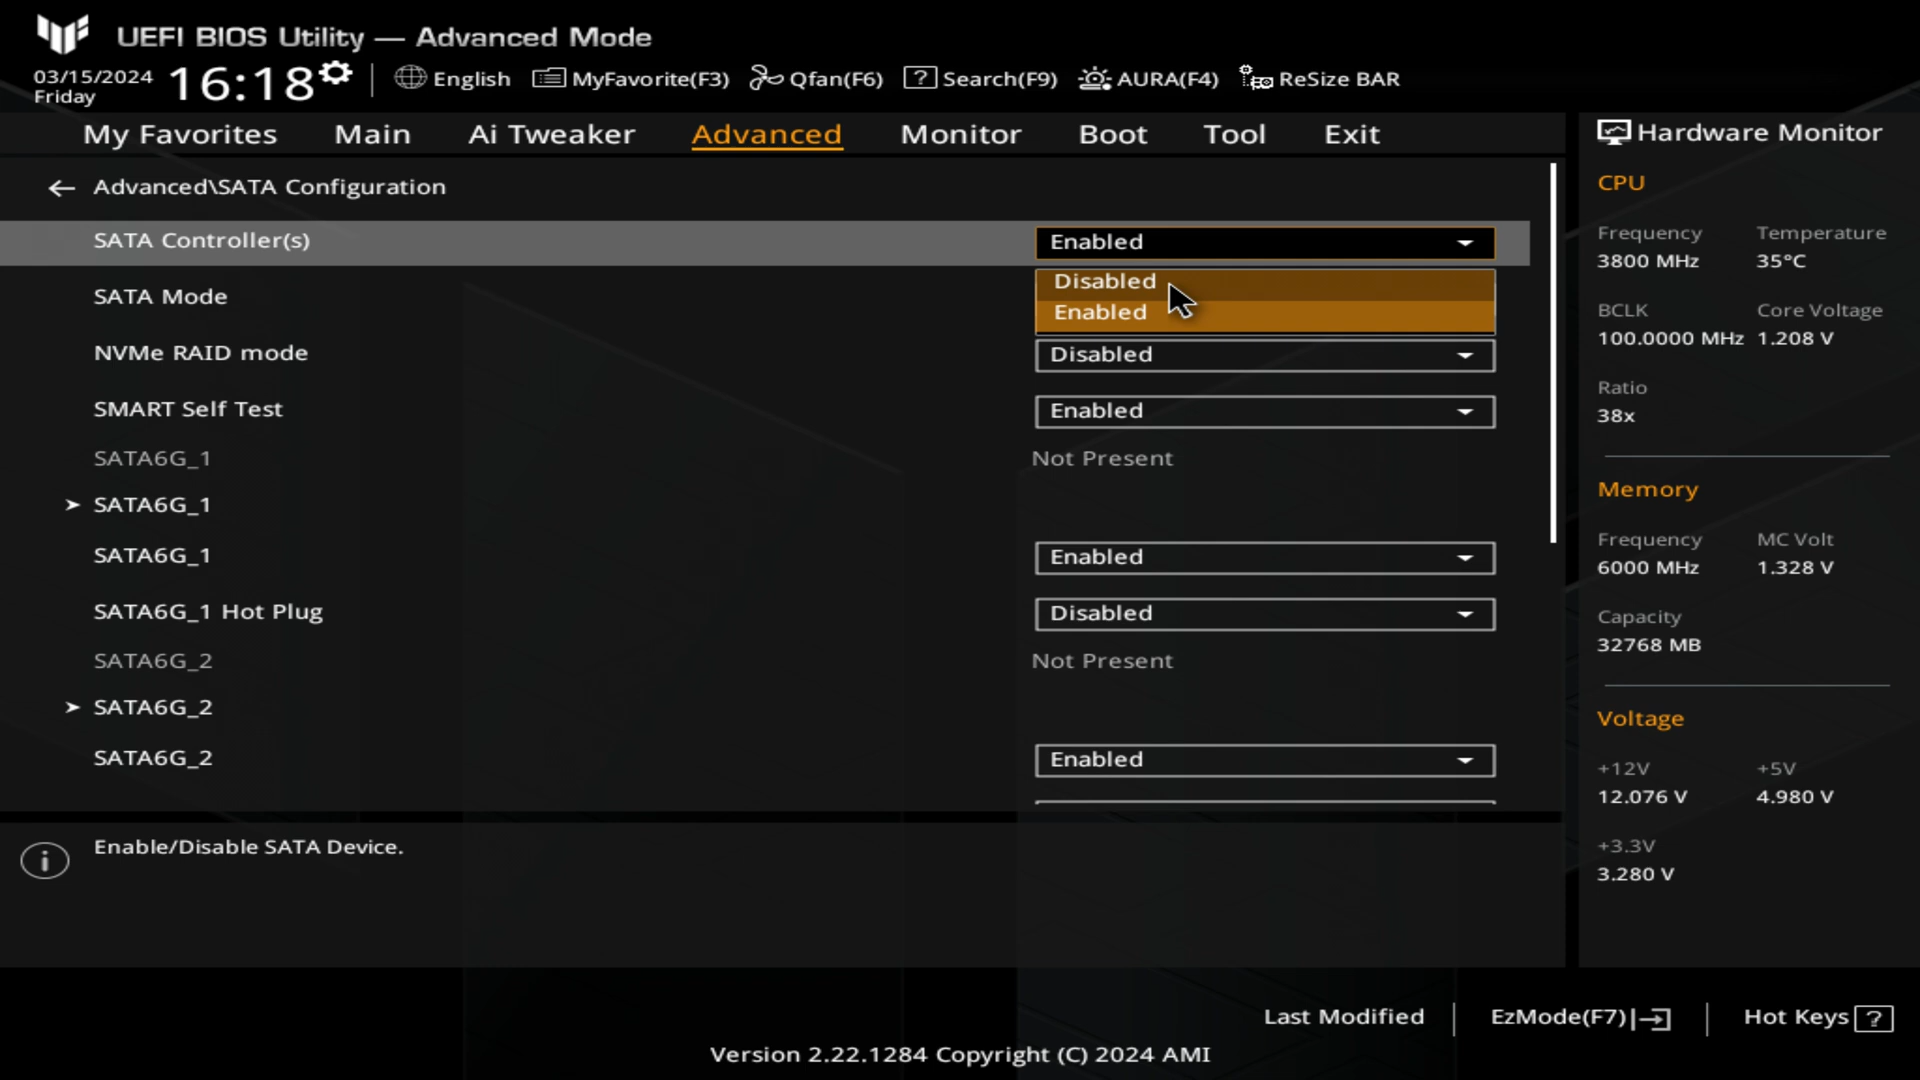 UEFI BIOS Utility — Advanced Mode
03/15/2024
Friday
16:18
English
MyFavorite(F3)
Qfan(F6)
? Search(F9)
AURA(F4)
ReSize BAR
My Favorites
Main
Ai Tweaker
Advanced
Monitor
Boot
Tool
Exit
Advanced\SATA Configuration
SATA Controller(s)
Enabled
Disabled
Enabled
SATA Mode
NVMe RAID mode
Disabled
SMART Self Test
Enabled
SATA6G_1
Not Present
SATA6G_1
SATA6G_1
Enabled
SATA6G_1 Hot Plug
Disabled
SATA6G_2
Not Present
SATA6G_2
SATA6G_2
Enabled
i
Enable/Disable SATA Device.
Hardware Monitor
CPU
Frequency
Temperature
3800 MHz
35°C
BCLK
Core Voltage
100.0000 MHz
1.208 V
Ratio
38x
Memory
Frequency
MC Volt
6000 MHz
1.328 V
Capacity
32768 MB
Voltage
+12V
+5V
12.076 V
4.980 V
+3.3V
3.280 V
Last Modified
EzMode(F7)
Hot Keys ?
Version 2.22.1284 Copyright (C) 2024 AMI